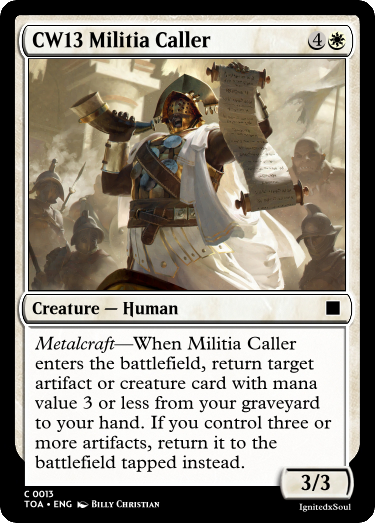 CW13 Militia Caller 4
Creature — Human
Metalcraft—When Militia Caller
enters the battlefield, return target
artifact or creature card with mana
value 3 or less from your graveyard
to your hand. If you control three or
more artifacts, return it to the
battlefield tapped instead.
3/3
C 0013
TOA • ENG Billy Christian
IgnitedxSoul